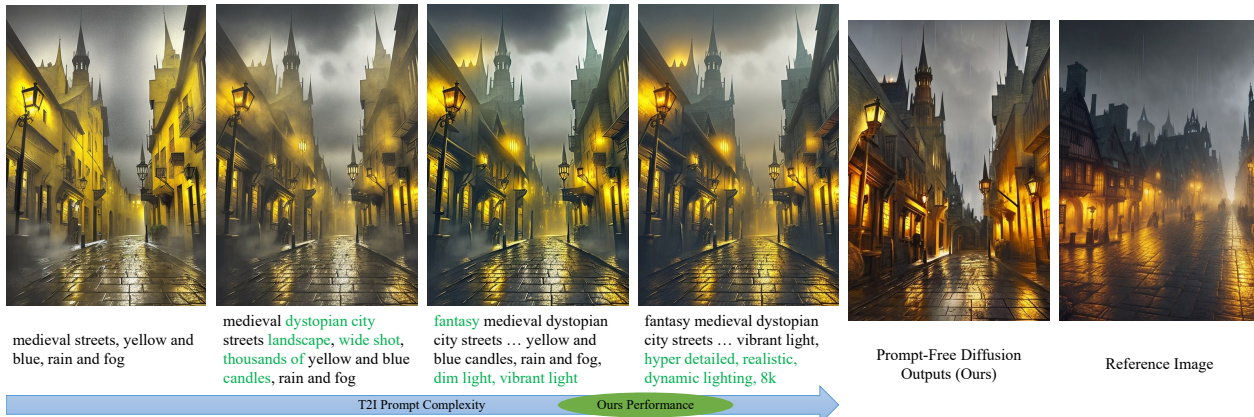 medieval streets, yellow and
blue, rain and fog
medieval dystopian city
streets landscape, wide shot,
thousands of yellow and blue
candles, rain and fog
fantasy medieval dystopian
city streets … yellow and
blue candles, rain and fog,
dim light, vibrant light
fantasy medieval dystopian
city streets … vibrant light,
hyper detailed, realistic,
dynamic lighting, 8k
Prompt-Free Diffusion
Outputs (Ours)
Reference Image
T2I Prompt Complexity
Ours Performance